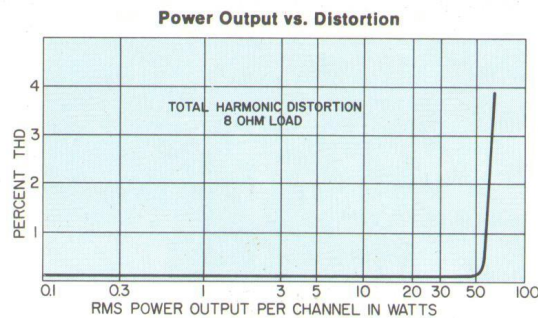 Power Output vs. Distortion
4
TOTAL HARMONIC DISTORTION
8 OHM LOAD
3
PERCENT THD
2
1
0.1 0.3 1 3 5 10 20 30 50 100
RMS POWER OUTPUT PER CHANNEL IN WATTS